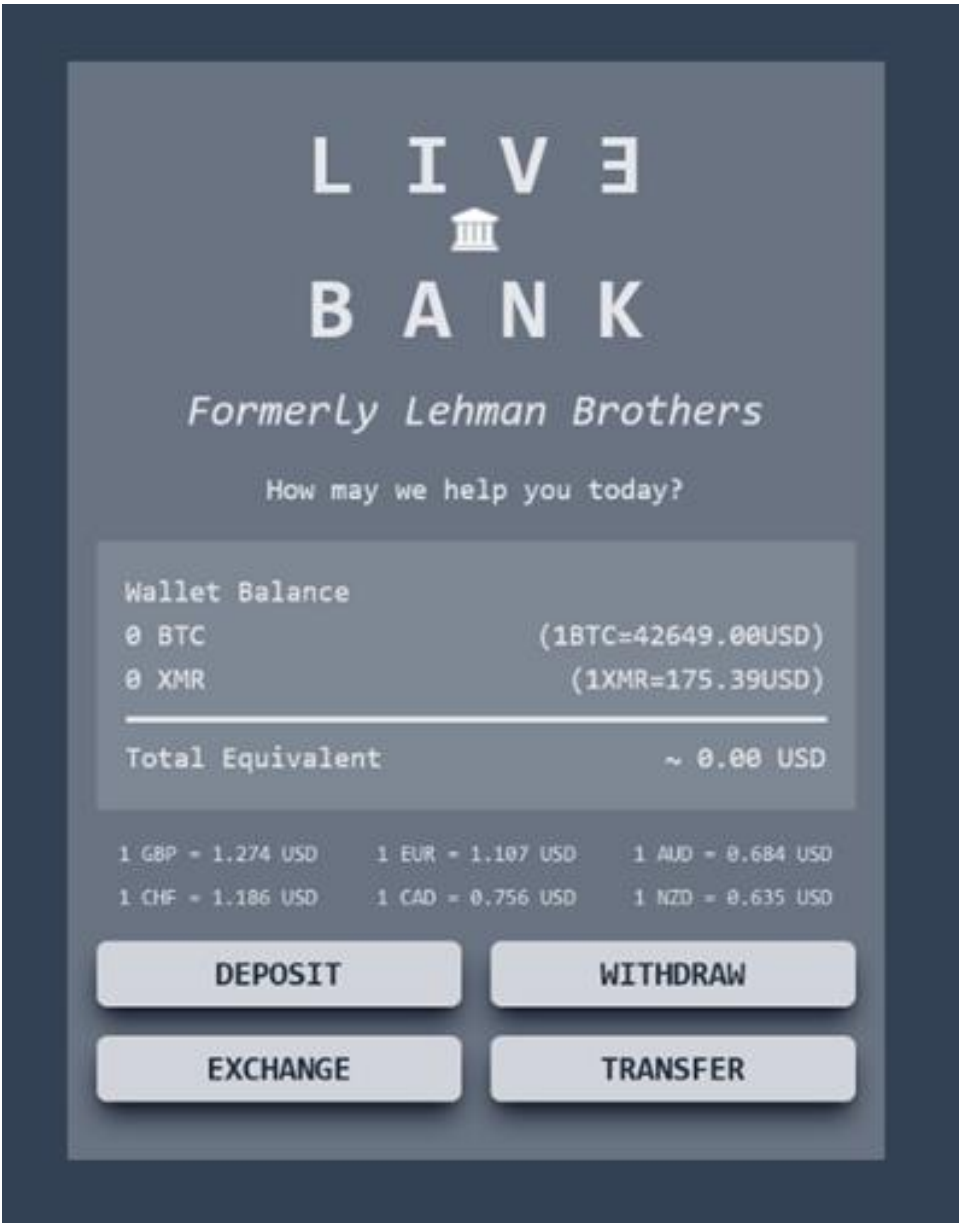 L I V Ǝ
B A N K
Formerly Lehman Brothers
How may we help you today?
Wallet Balance
0 BTC (1BTC=42649.00USD)
0 XMR (1XMR=175.39USD)
Total Equivalent ~ 0.00 USD
1 GBP = 1.274 USD 1 EUR = 1.107 USD 1 AUD = 0.684 USD
1 CHF = 1.186 USD 1 CAD = 0.756 USD 1 NZD = 0.635 USD
DEPOSIT WITHDRAW
EXCHANGE TRANSFER